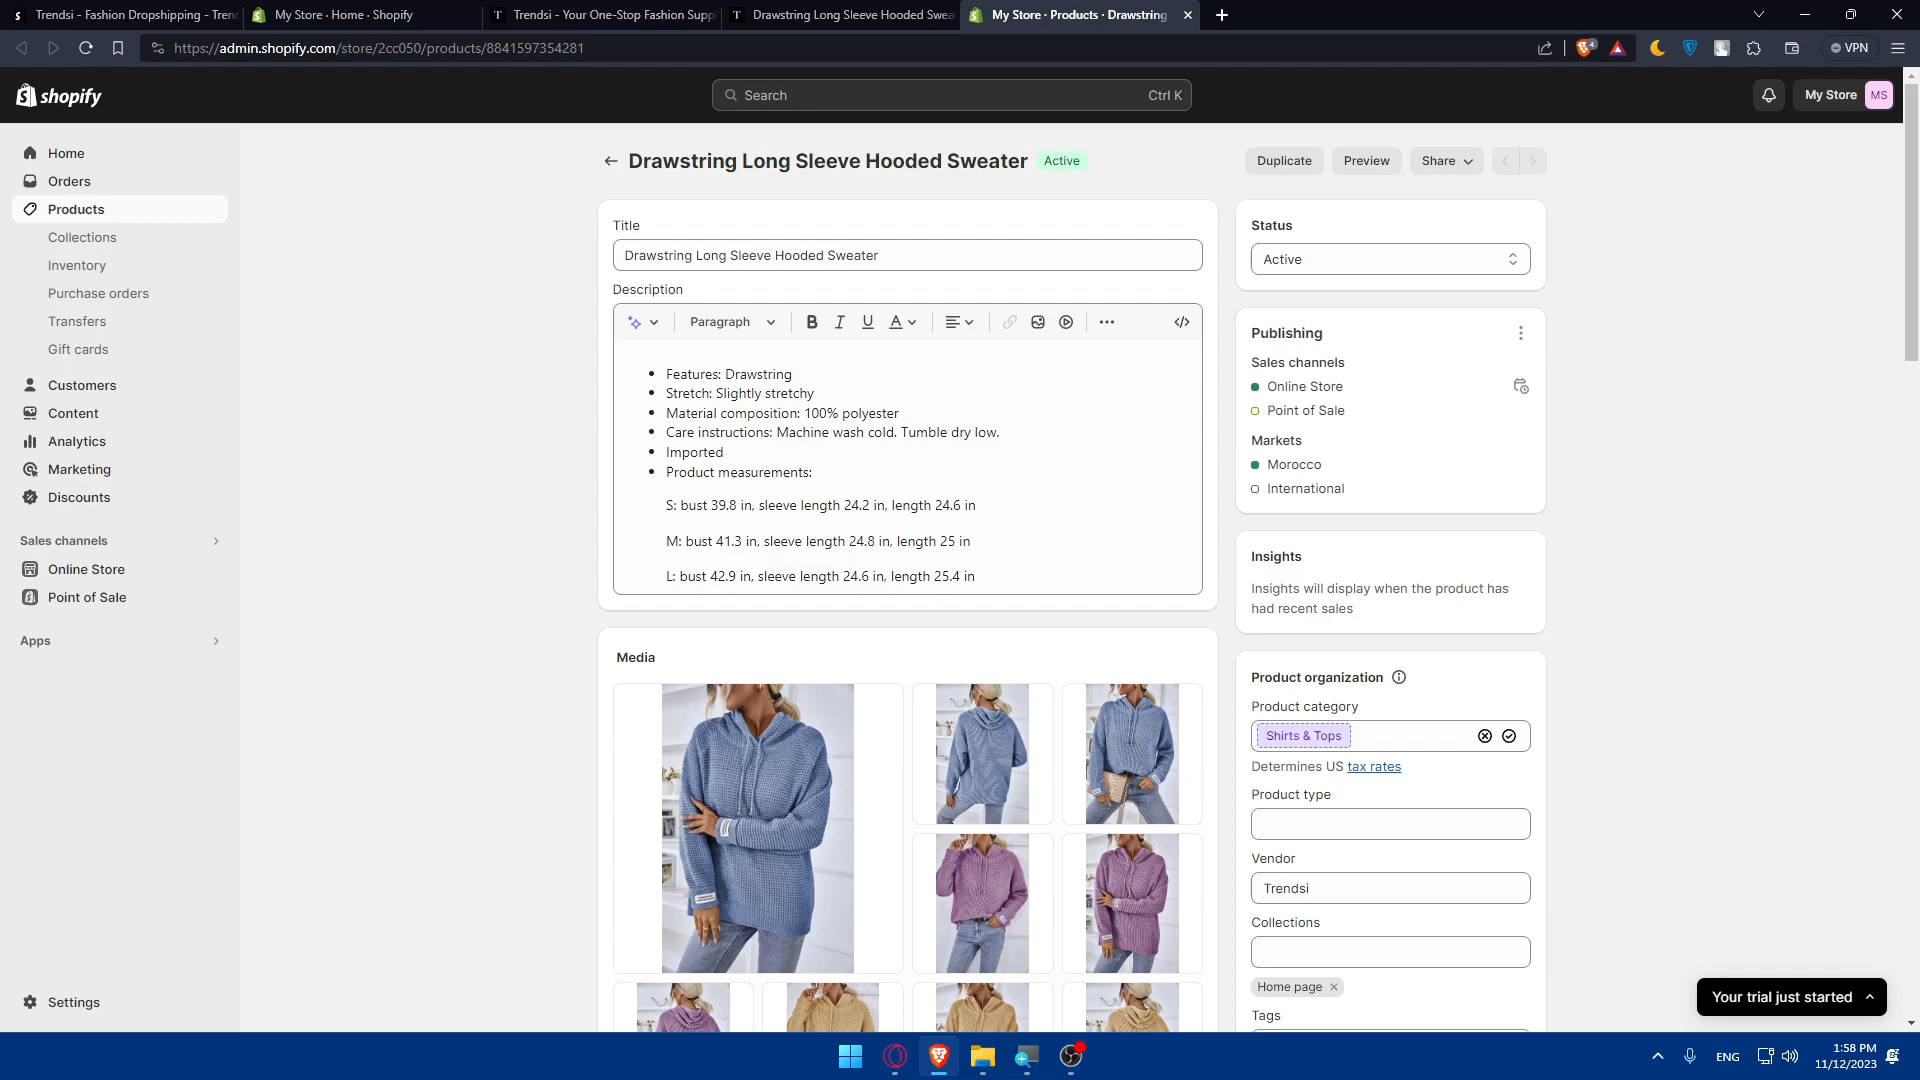 Trendsi - Fashion Dropshipping - Tren
My Store · Home · Shopify
Trendsi - Your One-Stop Fashion Supp
Drawstring Long Sleeve Hooded Swea
My Store · Products · Drawstring
https://admin.shopify.com/store/2cc050/products/8841597354281
4
VPN
shopify
Search
Ctrl K
My Store
MS
Home
Orders
Products
Collections
Inventory
Purchase orders
Transfers
Gift cards
Customers
Content
Analytics
Marketing
Discounts
Sales channels
Online Store
Point of Sale
Apps
Settings
Drawstring Long Sleeve Hooded Sweater
Active
Duplicate
Preview
Share
Title
Drawstring Long Sleeve Hooded Sweater
Description
Paragraph
B
I
U
A
Features: Drawstring
Stretch: Slightly stretchy
Material composition: 100% polyester
Care instructions: Machine wash cold. Tumble dry low.
Imported
Product measurements:
S: bust 39.8 in, sleeve length 24.2 in, length 24.6 in
M: bust 41.3 in, sleeve length 24.8 in, length 25 in
L: bust 42.9 in, sleeve length 24.6 in, length 25.4 in
Media
Status
Active
Publishing
Sales channels
Online Store
Point of Sale
Markets
Morocco
International
Insights
Insights will display when the product has
had recent sales
Product organization
Product category
Shirts & Tops
Determines US tax rates
Product type
Vendor
Trendsi
Collections
Home page
Tags
Your trial just started
ENG
1:58 PM
11/12/2023